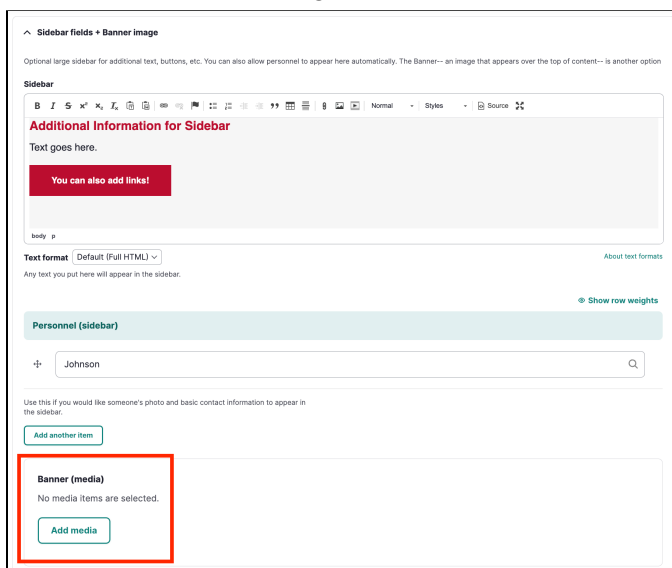 Sidebar fields + Banner image
Optional large sidebar for additional text, buttons, etc. You can also allow personnel to appear here automatically. The Banner-- an image that appears over the top of content-- is another option
Sidebar
B I S x² x₂ Ix Normal Styles Source
Additional Information for Sidebar
Text goes here.
You can also add links!
body p
Text format Default (Full HTML) About text formats
Any text you put here will appear in the sidebar.
Show row weights
Personnel (sidebar)
Johnson
Use this if you would like someone's photo and basic contact information to appear in
the sidebar.
Add another item
Banner (media)
No media items are selected.
Add media